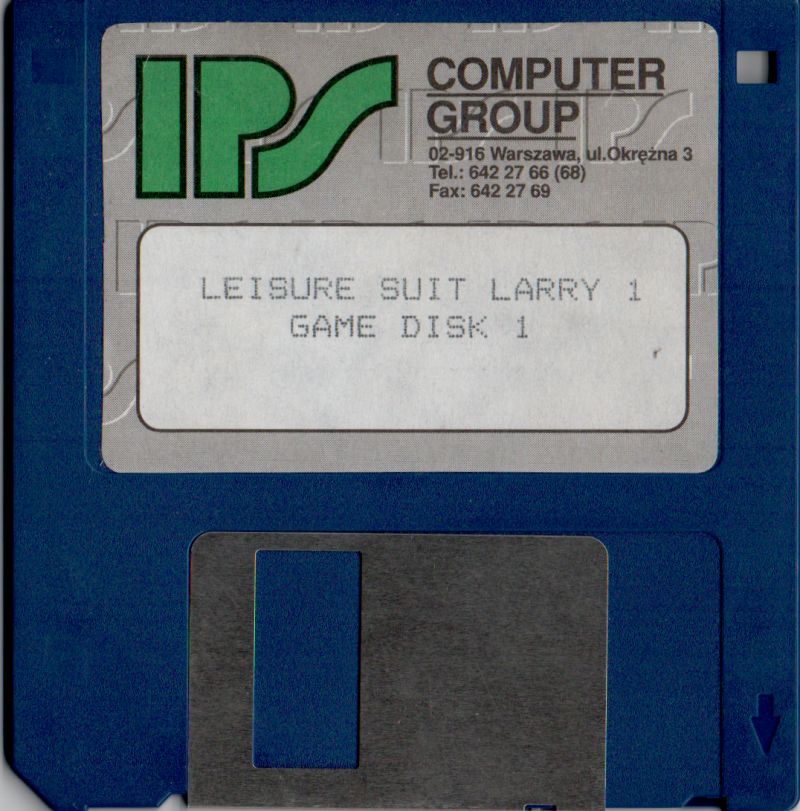 IPS
COMPUTER
GROUP
02-916 Warszawa, ul.Okrężna 3
Tel.: 642 27 66 (68)
Fax: 642 27 69
LEISURE SUIT LARRY 1
GAME DISK 1